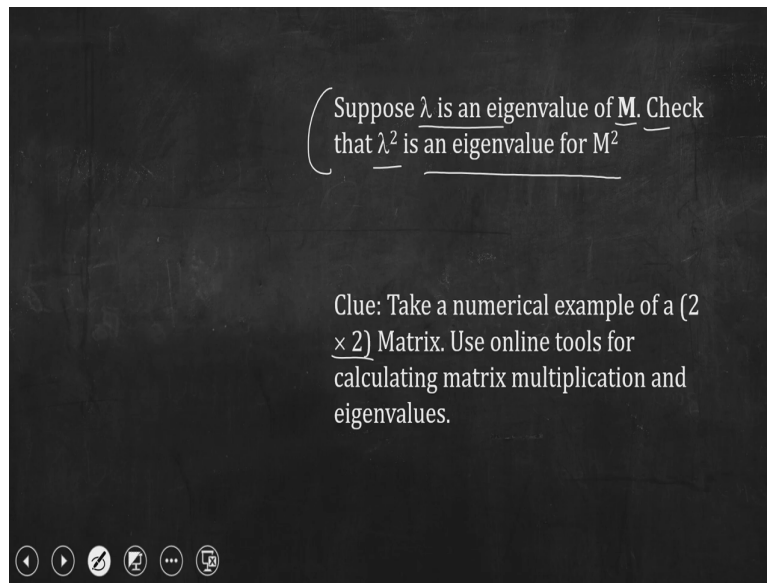 Suppose λ is an eigenvalue of M. Check
that λ² is an eigenvalue for M²
Clue: Take a numerical example of a (2
× 2) Matrix. Use online tools for
calculating matrix multiplication and
eigenvalues.